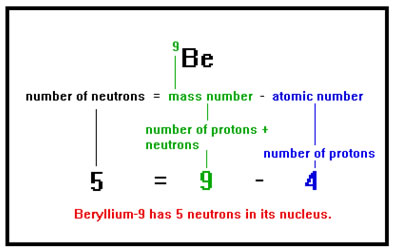 9
Be
number of neutrons = mass number - atomic number
number of protons +
neutrons
number of protons
5 = 9 - 4
Beryllium-9 has 5 neutrons in its nucleus.